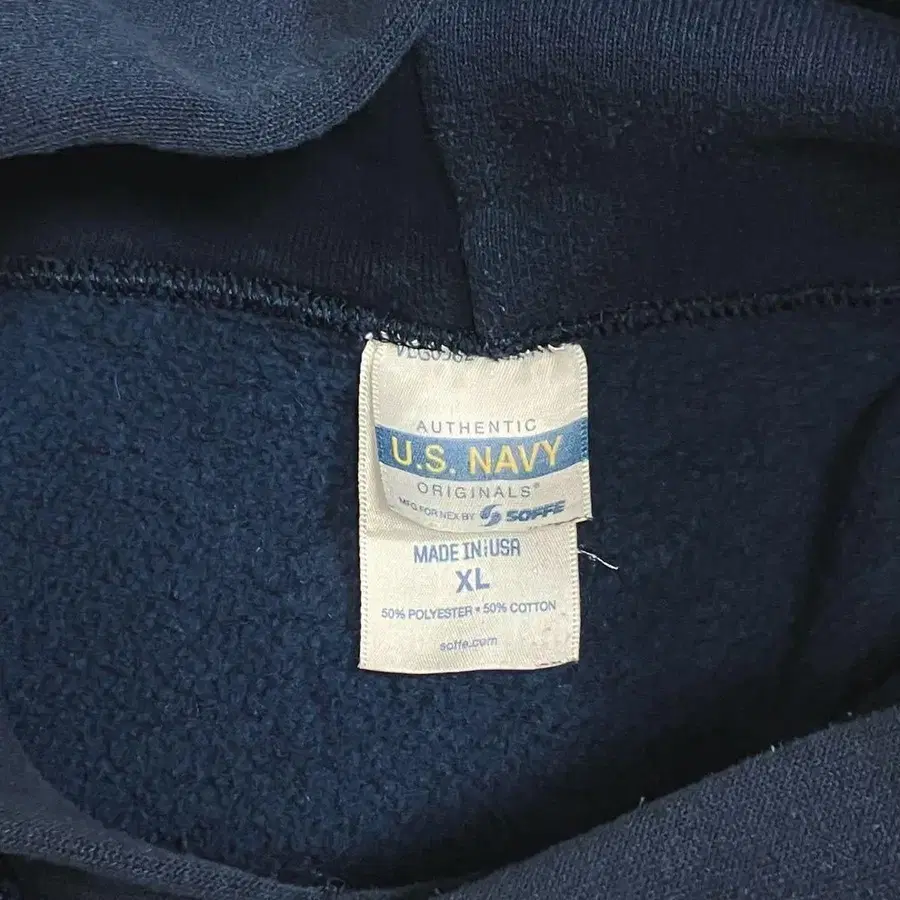 AUTHENTIC
U.S. NAVY
ORIGINALS®
MFG FOR NEX BY SOFFE
MADE IN USA
XL
50% POLYESTER • 50% COTTON
soffe.com